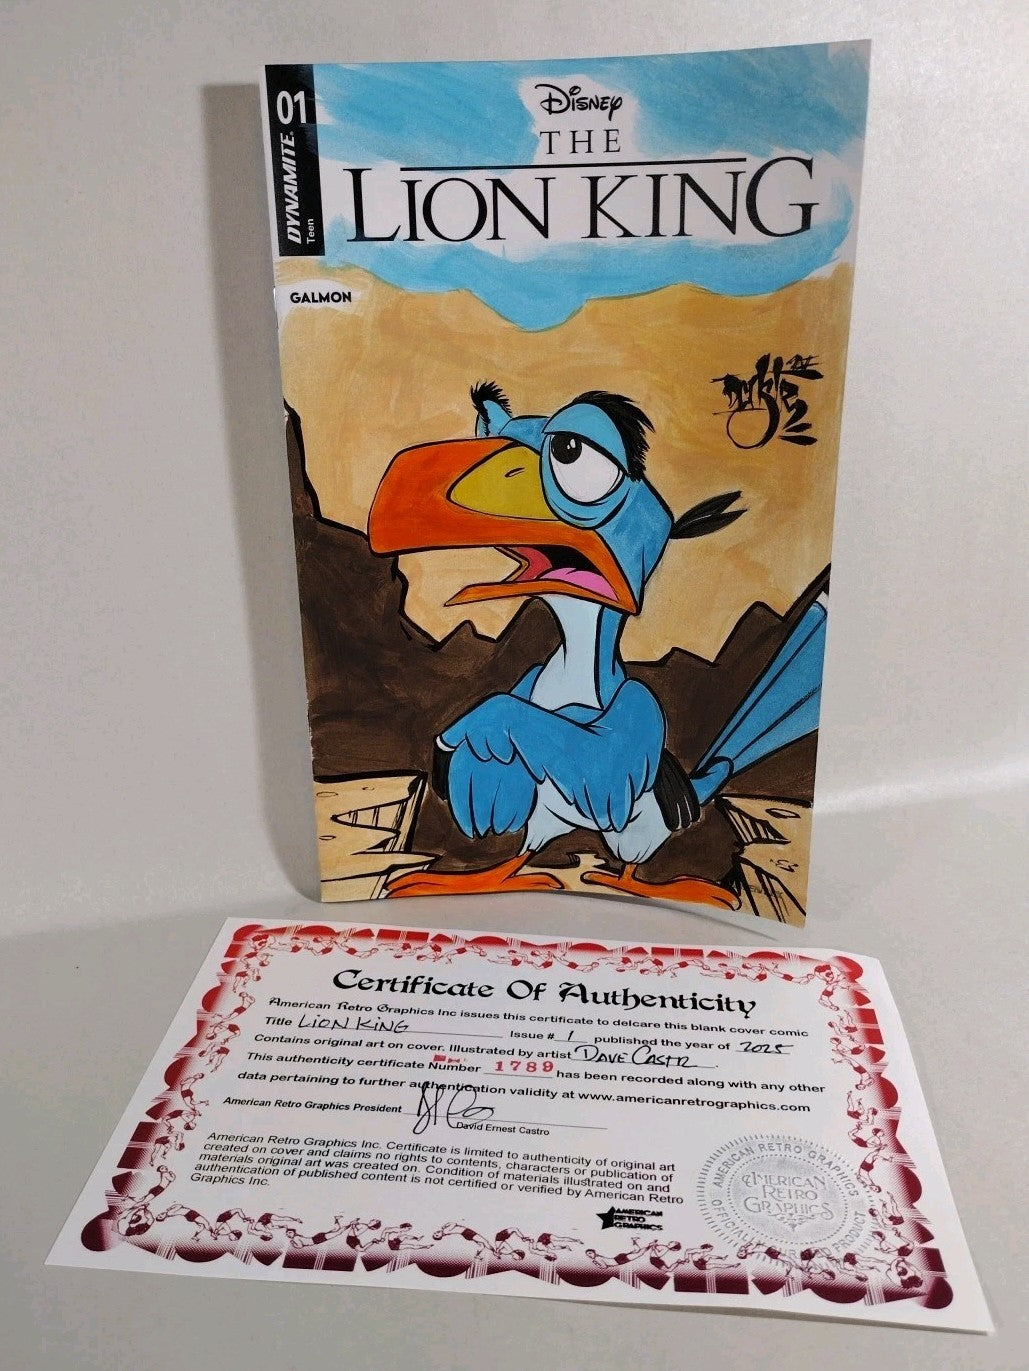 01
DYNAMITE®
Teen
DISNEY
THE
LION KING
GALMON
Certificate Of Authenticity
American Retro Graphics Inc issues this certificate to delcare this blank cover comic
Title LION KING Issue # 1 published the year of 2025
Contains original art on cover. Illustrated by artist DAVE CASTR
This authenticity certificate Number 1789 has been recorded along with any other
data pertaining to further authentication validity at www.americanretrographics.com
American Retro Graphics President
David Ernest Castro
American Retro Graphics Inc. Certificate is limited to authenticity of original art
created on cover and claims no rights to contents, characters or publication of
materials original art was created on. Condition of materials illustrated on and
authentication of published content is not certified or verified by American Retro
Graphics Inc.
AMERICAN
RETRO
GRAPHICS
AMERICAN RETRO GRAPHICS
AMERICAN
RETRO
GRAPHICS